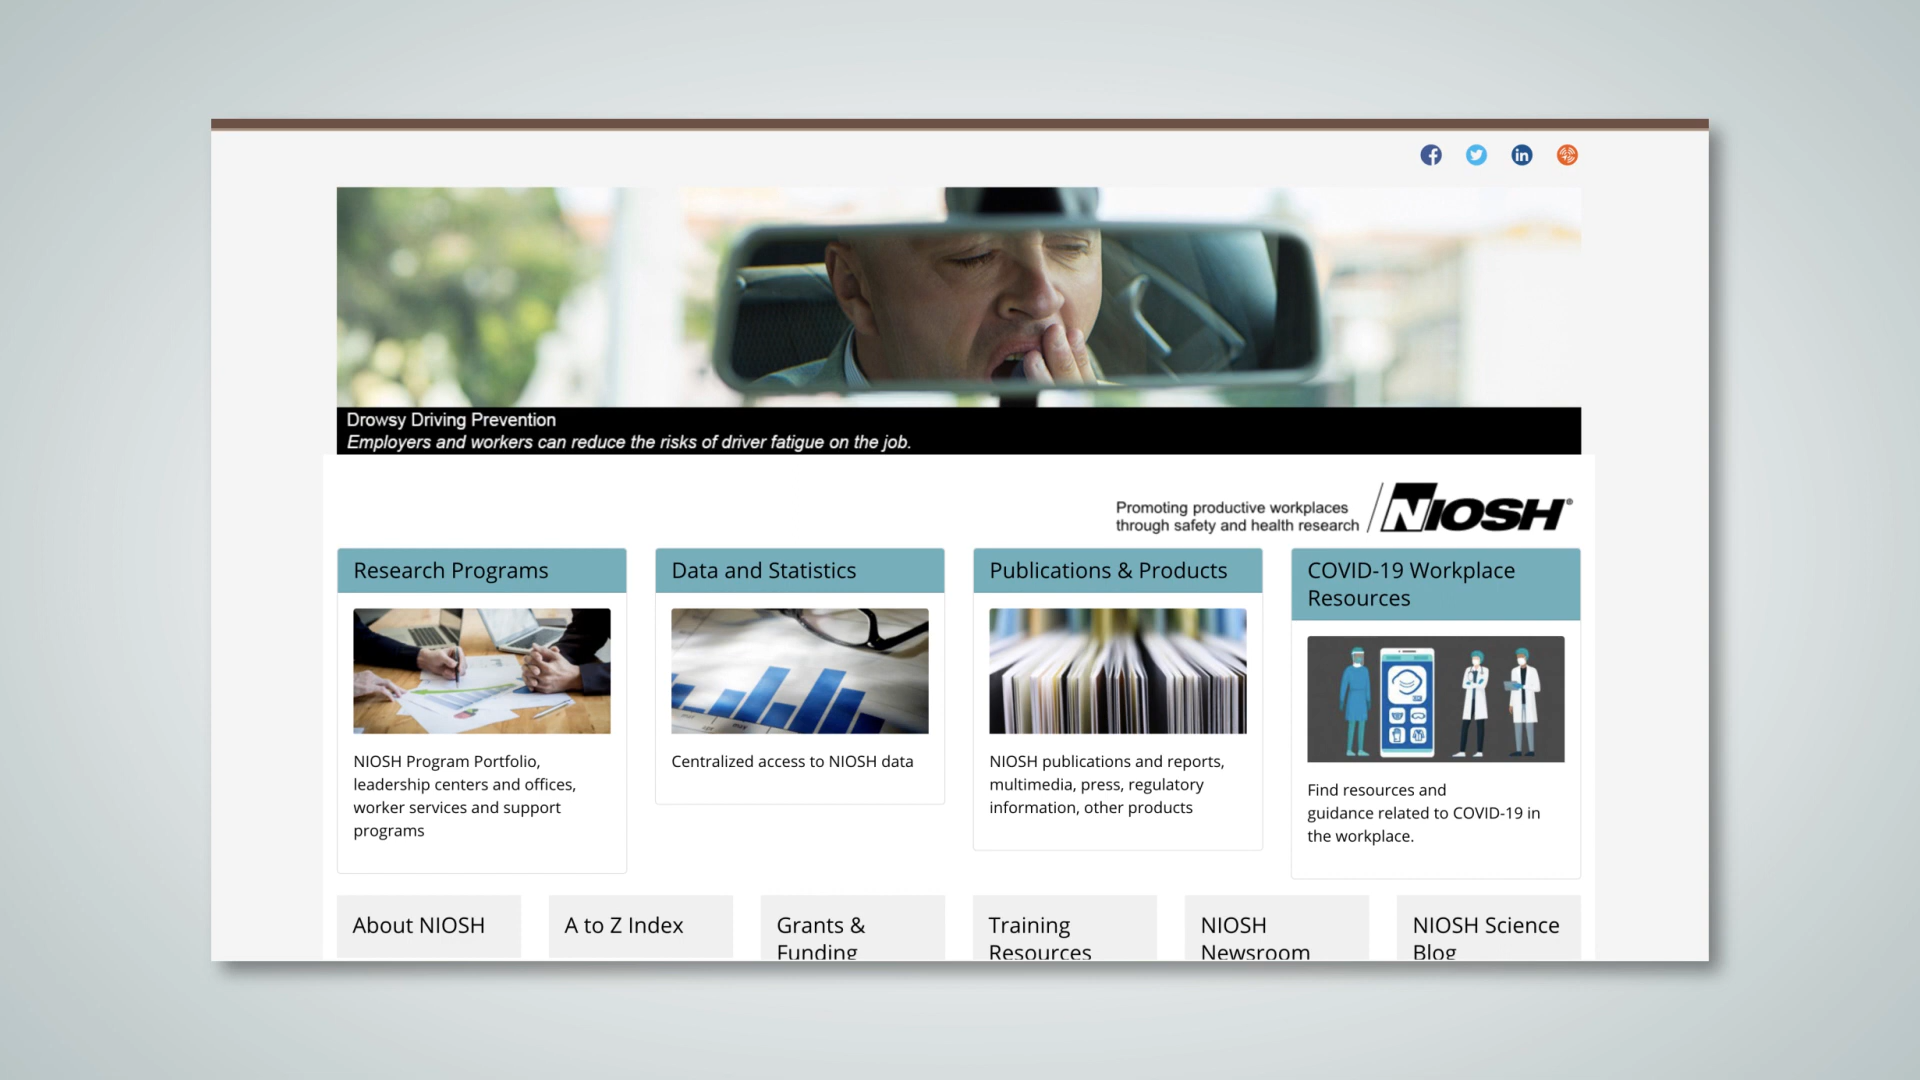 Drowsy Driving Prevention
Employers and workers can reduce the risks of driver fatigue on the job.
Promoting productive workplaces
through safety and health research
NIOSH®
Research Programs
NIOSH Program Portfolio,
leadership centers and offices,
worker services and support
programs
Data and Statistics
Centralized access to NIOSH data
Publications & Products
NIOSH publications and reports,
multimedia, press, regulatory
information, other products
COVID-19 Workplace
Resources
Find resources and
guidance related to COVID-19 in
the workplace.
About NIOSH
A to Z Index
Grants &
Funding
Training
Resources
NIOSH
Newsroom
NIOSH Science
Blog